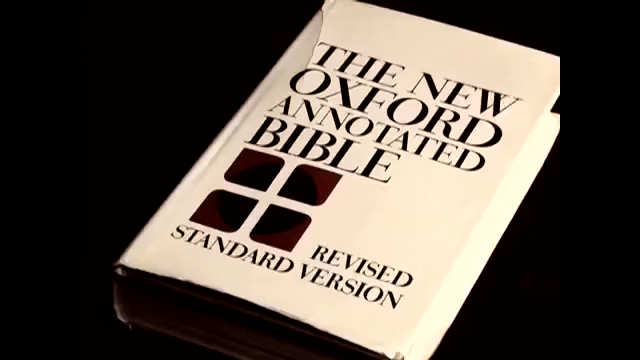 THE NEW
OXFORD
ANNOTATED
BIBLE
REVISED
STANDARD VERSION